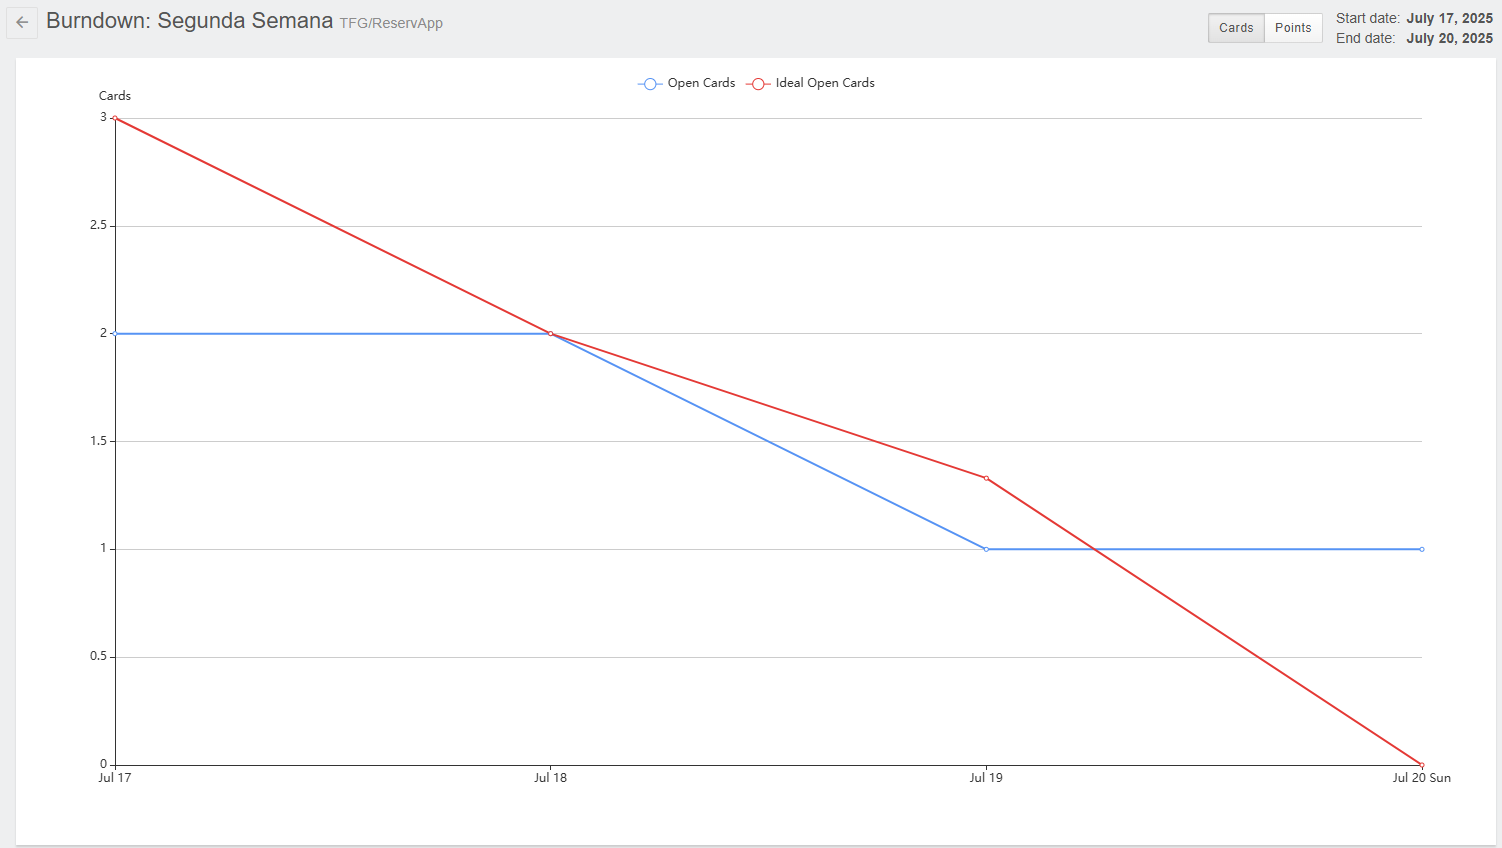 Burndown: Segunda Semana TFG/ReservApp
Cards Points
Start date: July 17, 2025
End date: July 20, 2025
Open Cards Ideal Open Cards
Cards
3
2.5
2
1.5
1
0.5
0
Jul 17 Jul 18 Jul 19 Jul 20 Sun